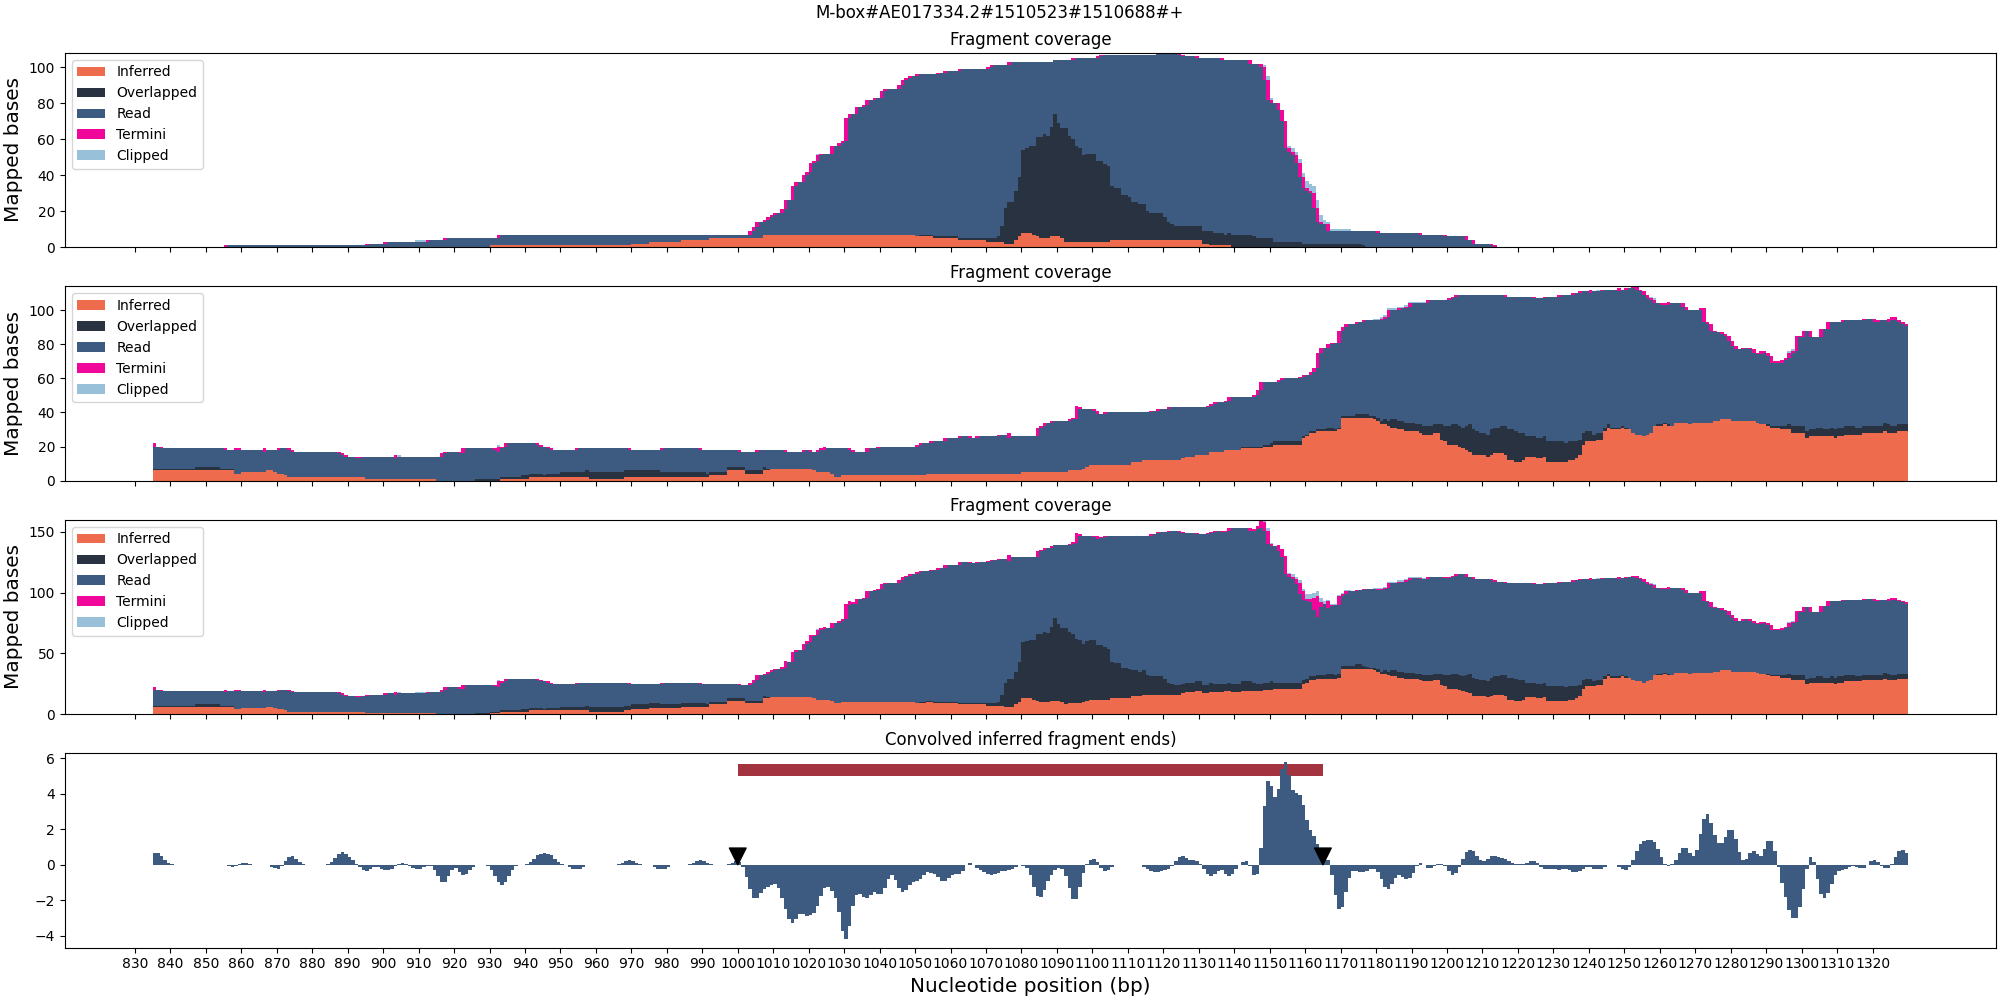 M-box#AE017334.2#1510523#1510688#+
Fragment coverage
Mapped bases
100
80
60
40
20
0
Inferred
Overlapped
Read
Termini
Clipped
Fragment coverage
Mapped bases
100
80
60
40
20
0
Inferred
Overlapped
Read
Termini
Clipped
Fragment coverage
Mapped bases
150
100
50
0
Inferred
Overlapped
Read
Termini
Clipped
Convolved inferred fragment ends)
6
4
2
0
−2
−4
830 840 850 860 870 880 890 900 910 920 930 940 950 960 970 980 990 1000 1010 1020 1030 1040 1050 1060 1070 1080 1090 1100 1110 1120 1130 1140 1150 1160 1170 1180 1190 1200 1210 1220 1230 1240 1250 1260 1270 1280 1290 1300 1310 1320
Nucleotide position (bp)